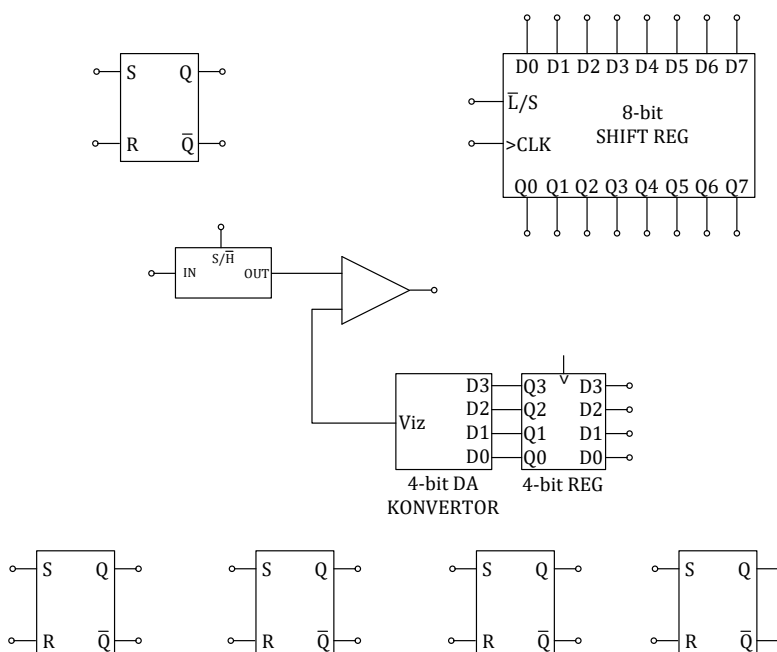 D0 D1 D2 D3 D4 D5 D6 D7
S Q
L̅/S
8-bit
SHIFT REG
R Q̅
>CLK
Q0 Q1 Q2 Q3 Q4 Q5 Q6 Q7
S/H̅
IN OUT
D3 Q3 D3
D2 Q2 D2
Viz
D1 Q1 D1
D0 Q0 D0
4-bit DA
KONVERTOR
4-bit REG
S Q S Q S Q S Q
R Q̅ R Q̅ R Q̅ R Q̅